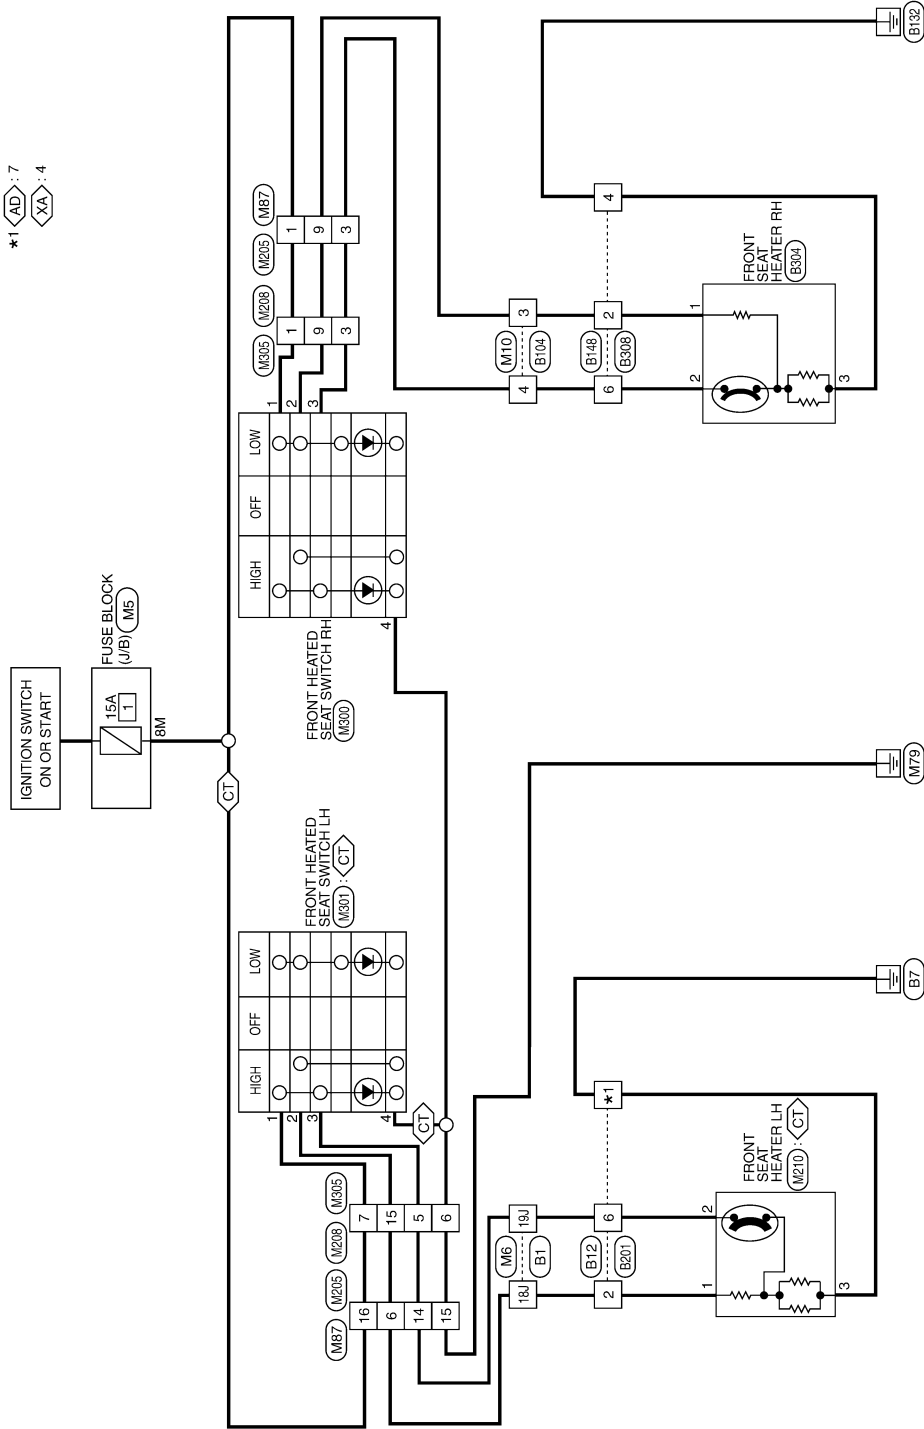 *1 AD : 7
XA : 4
IGNITION SWITCH
ON OR START
FUSE BLOCK
(J/B) M5
15A
1
8M
CT
FRONT HEATED
SEAT SWITCH LH
M301 : CT
HIGH
OFF
LOW
1
2
3
4
CT
FRONT HEATED
SEAT SWITCH RH
M300
HIGH
OFF
LOW
1
2
3
4
M305
M208
1
9
3
M205
M87
1
9
3
M87
M205
M208
M305
16
6
14
15
7
15
5
6
M6
B1
18J
19J
B12
B201
2
6
*1
M10
B104
4
3
B148
B308
6
2
4
FRONT
SEAT
HEATER LH
M210 : CT
1
2
3
FRONT
SEAT
HEATER RH
B304
2
1
3
B7
M79
B132